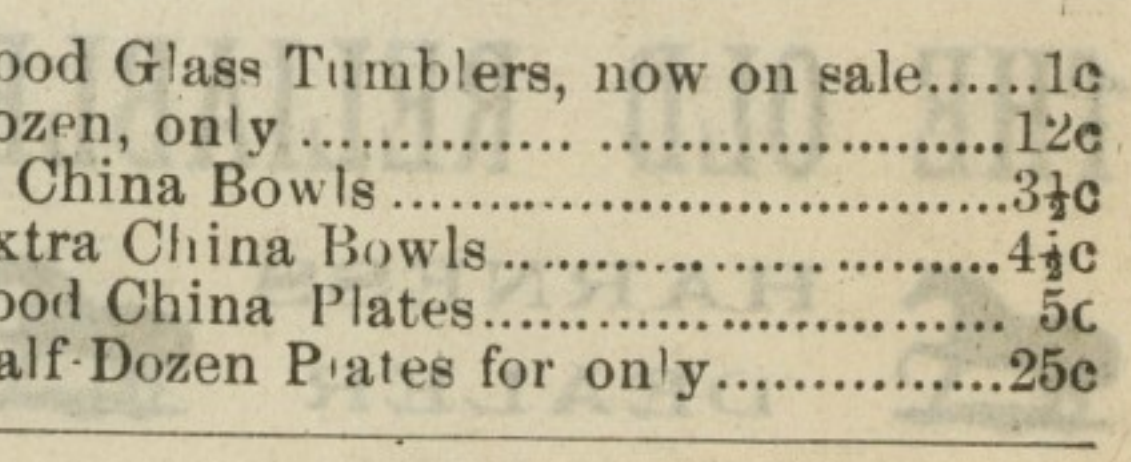 ood Glass Tumblers, now on sale......1c
ozen, only .................................... 12c
China Bowls ....................................3½c
xtra China Bowls .............................4½c
ood China Plates.............................. 5c
alf-Dozen Plates for only................25c